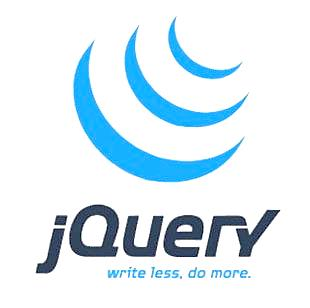 jQuery
write less, do more.